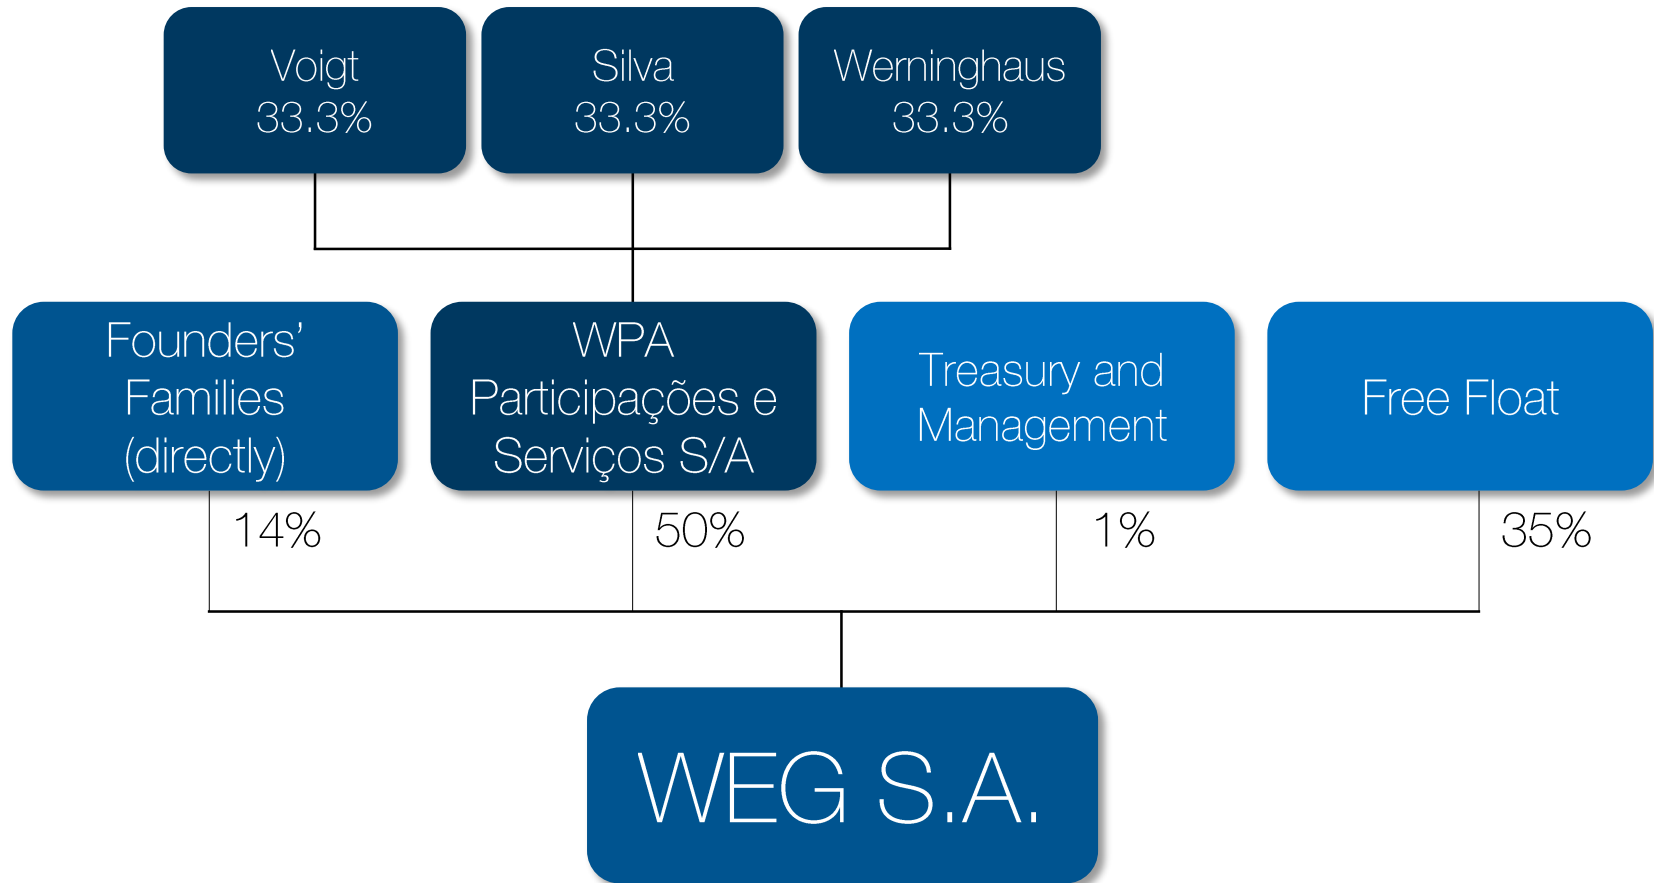 Voigt
33.3%
Silva
33.3%
Werninghaus
33.3%
Founders’
Families
(directly)
WPA
Participações e
Serviços S/A
Treasury and
Management
Free Float
14%
50%
1%
35%
WEG S.A.